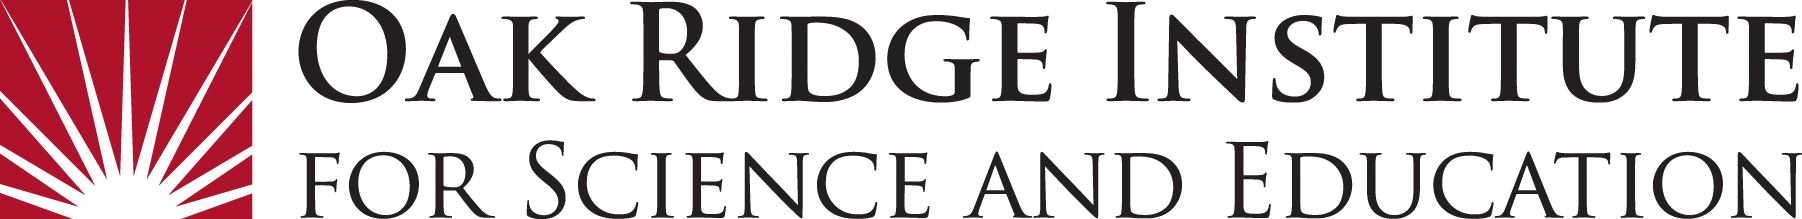 OAK RIDGE INSTITUTE
FOR SCIENCE AND EDUCATION